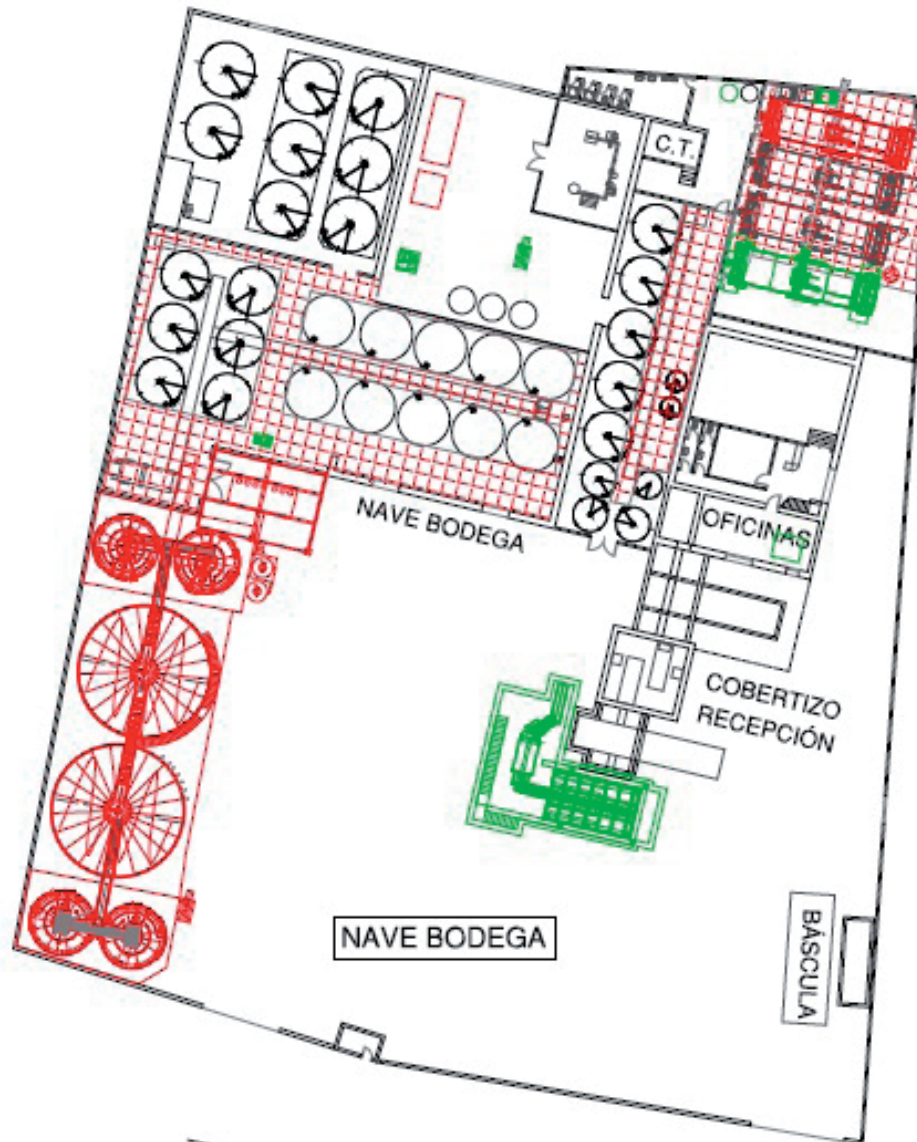 C.T.
NAVE BODEGA
OFICINAS
COBERTIZO
RECEPCIÓN
NAVE BODEGA
BÁSCULA